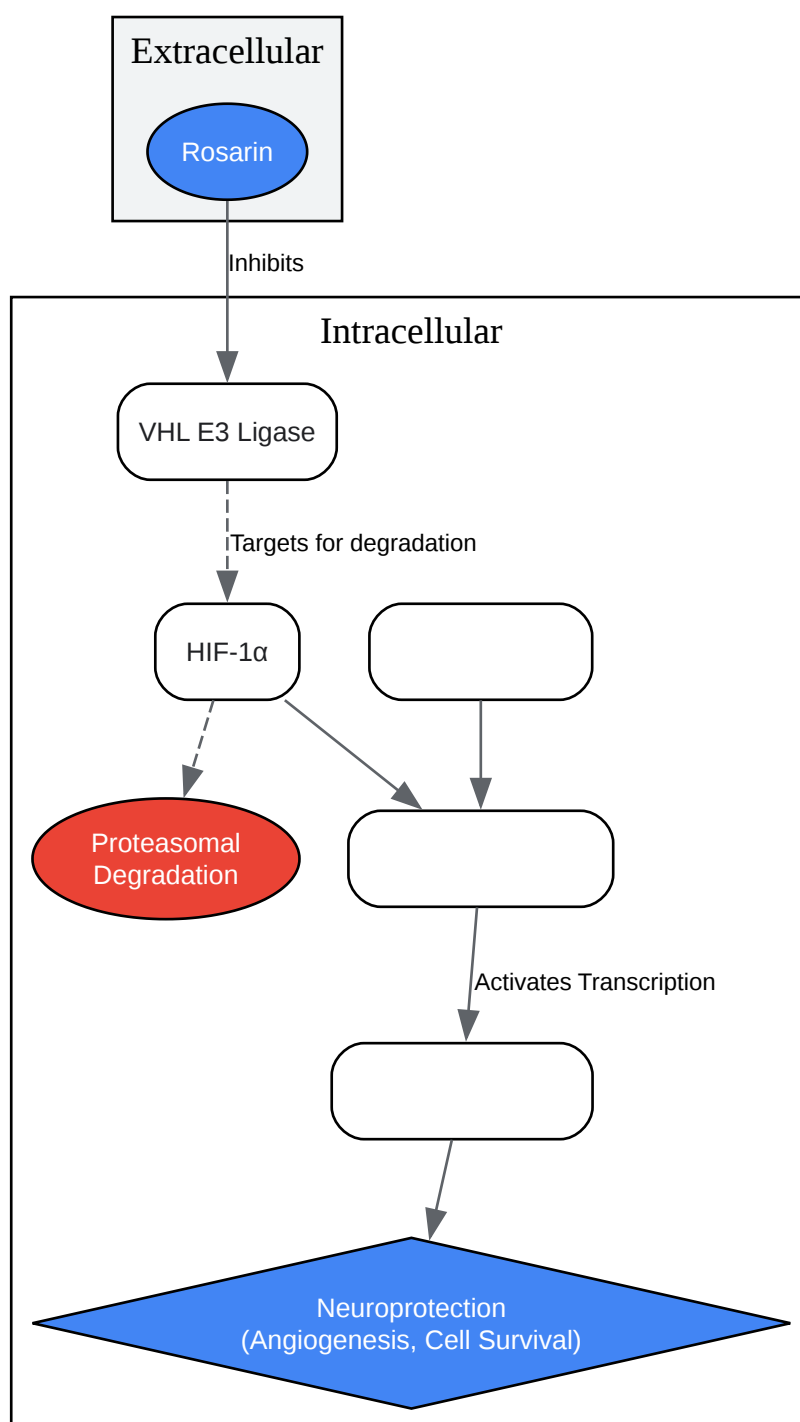 Extracellular
Rosarin
Inhibits
Intracellular
VHL E3 Ligase
Targets for degradation
HIF-1α
Proteasomal
Degradation
Activates Transcription
Neuroprotection
(Angiogenesis, Cell Survival)